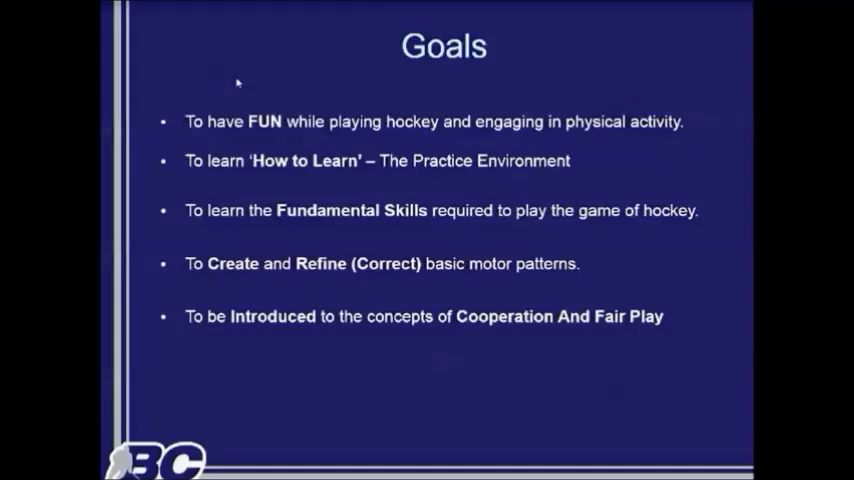 Goals
• To have FUN while playing hockey and engaging in physical activity.
• To learn ‘How to Learn’ – The Practice Environment
• To learn the Fundamental Skills required to play the game of hockey.
• To Create and Refine (Correct) basic motor patterns.
• To be Introduced to the concepts of Cooperation And Fair Play
BC